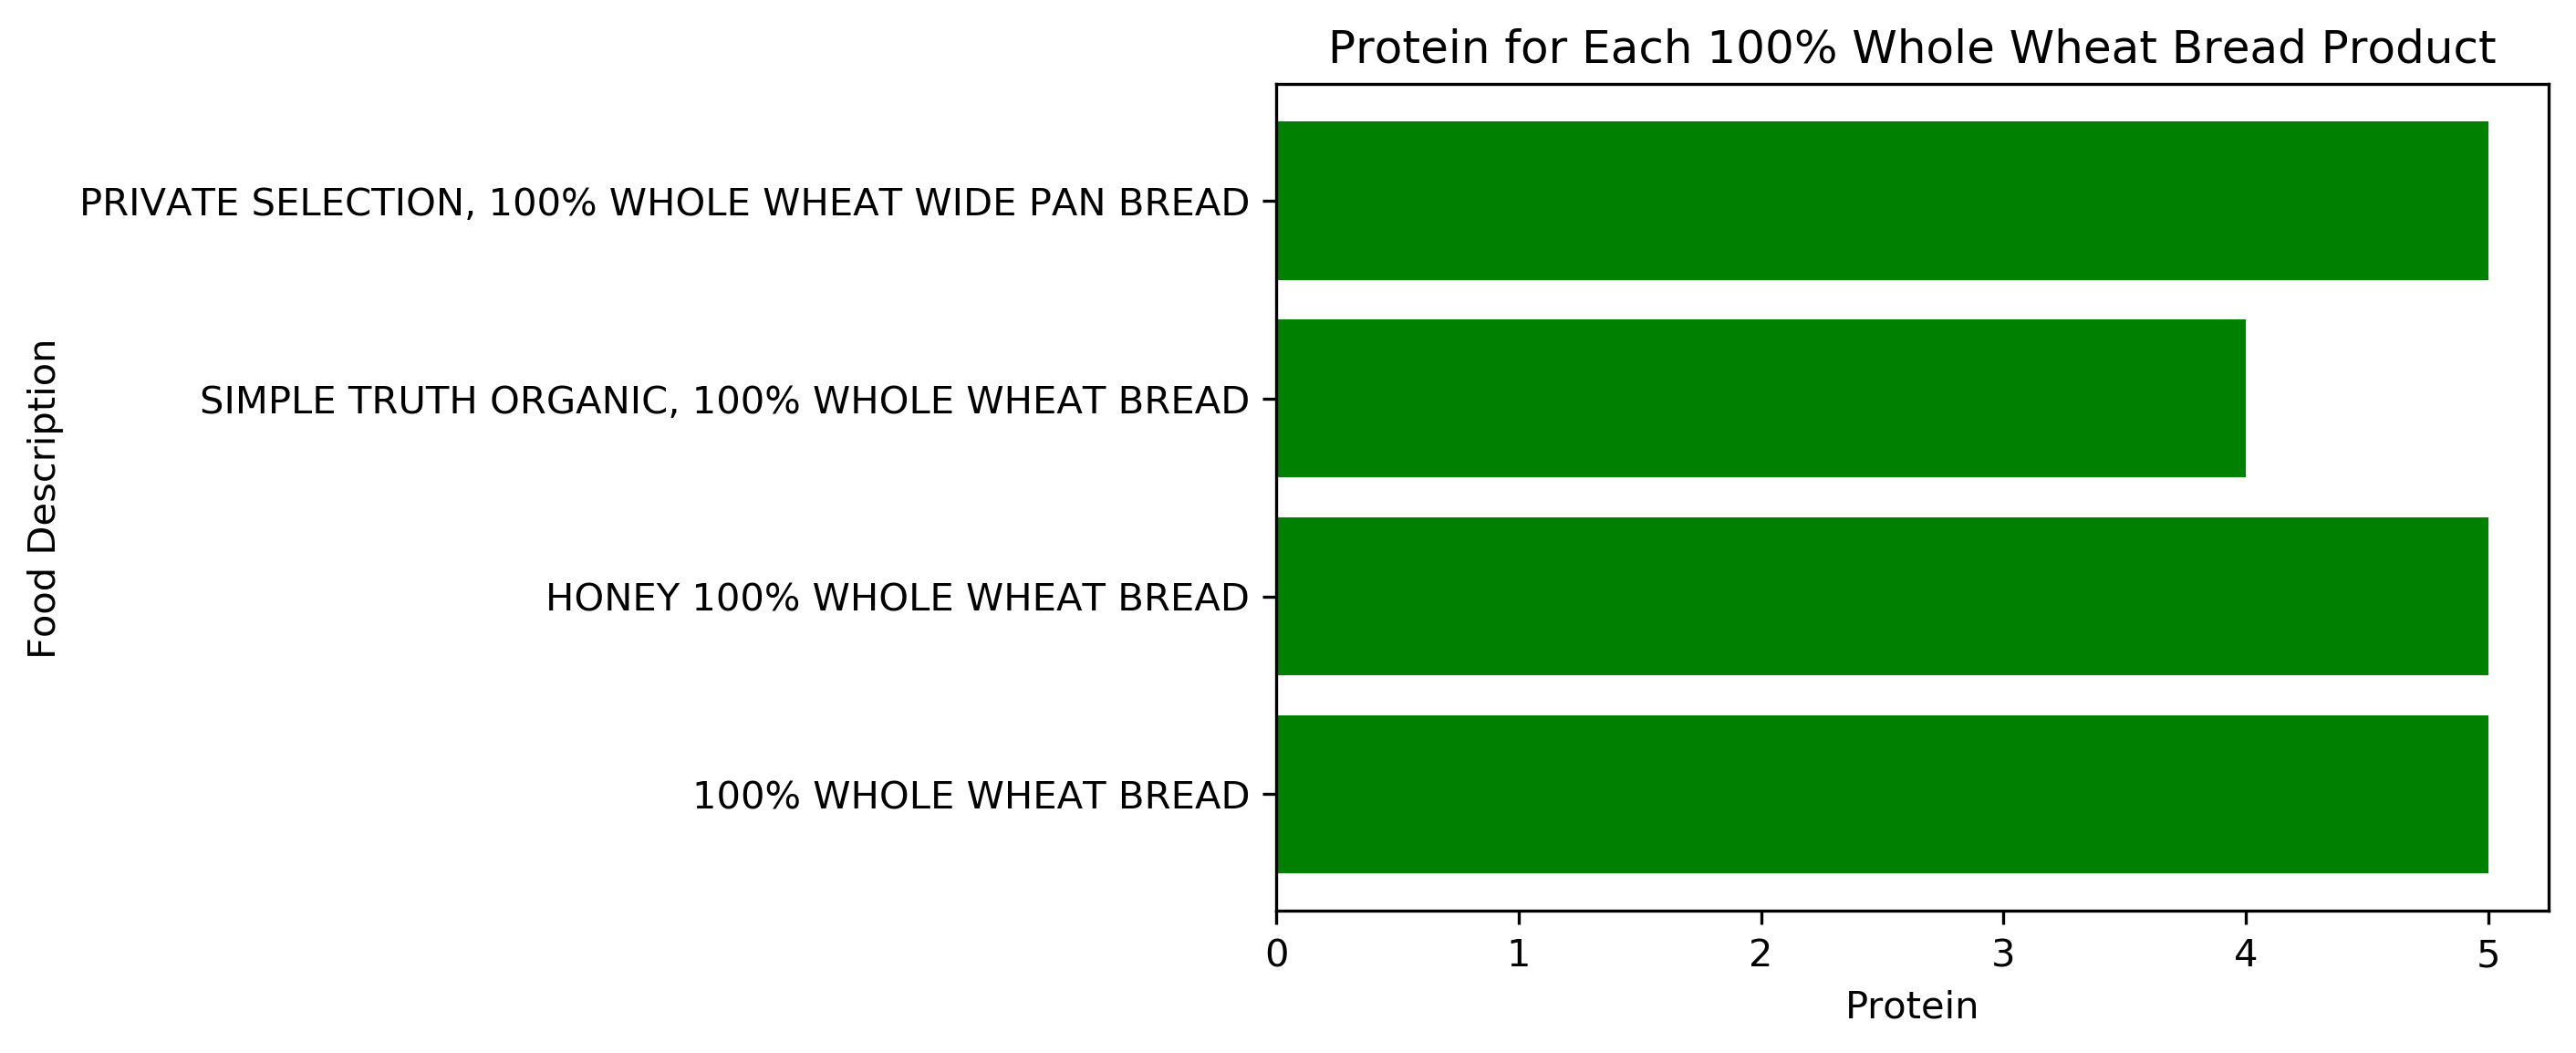 Protein for Each 100% Whole Wheat Bread Product
PRIVATE SELECTION, 100% WHOLE WHEAT WIDE PAN BREAD
SIMPLE TRUTH ORGANIC, 100% WHOLE WHEAT BREAD
HONEY 100% WHOLE WHEAT BREAD
100% WHOLE WHEAT BREAD
Food Description
0 1 2 3 4 5
Protein